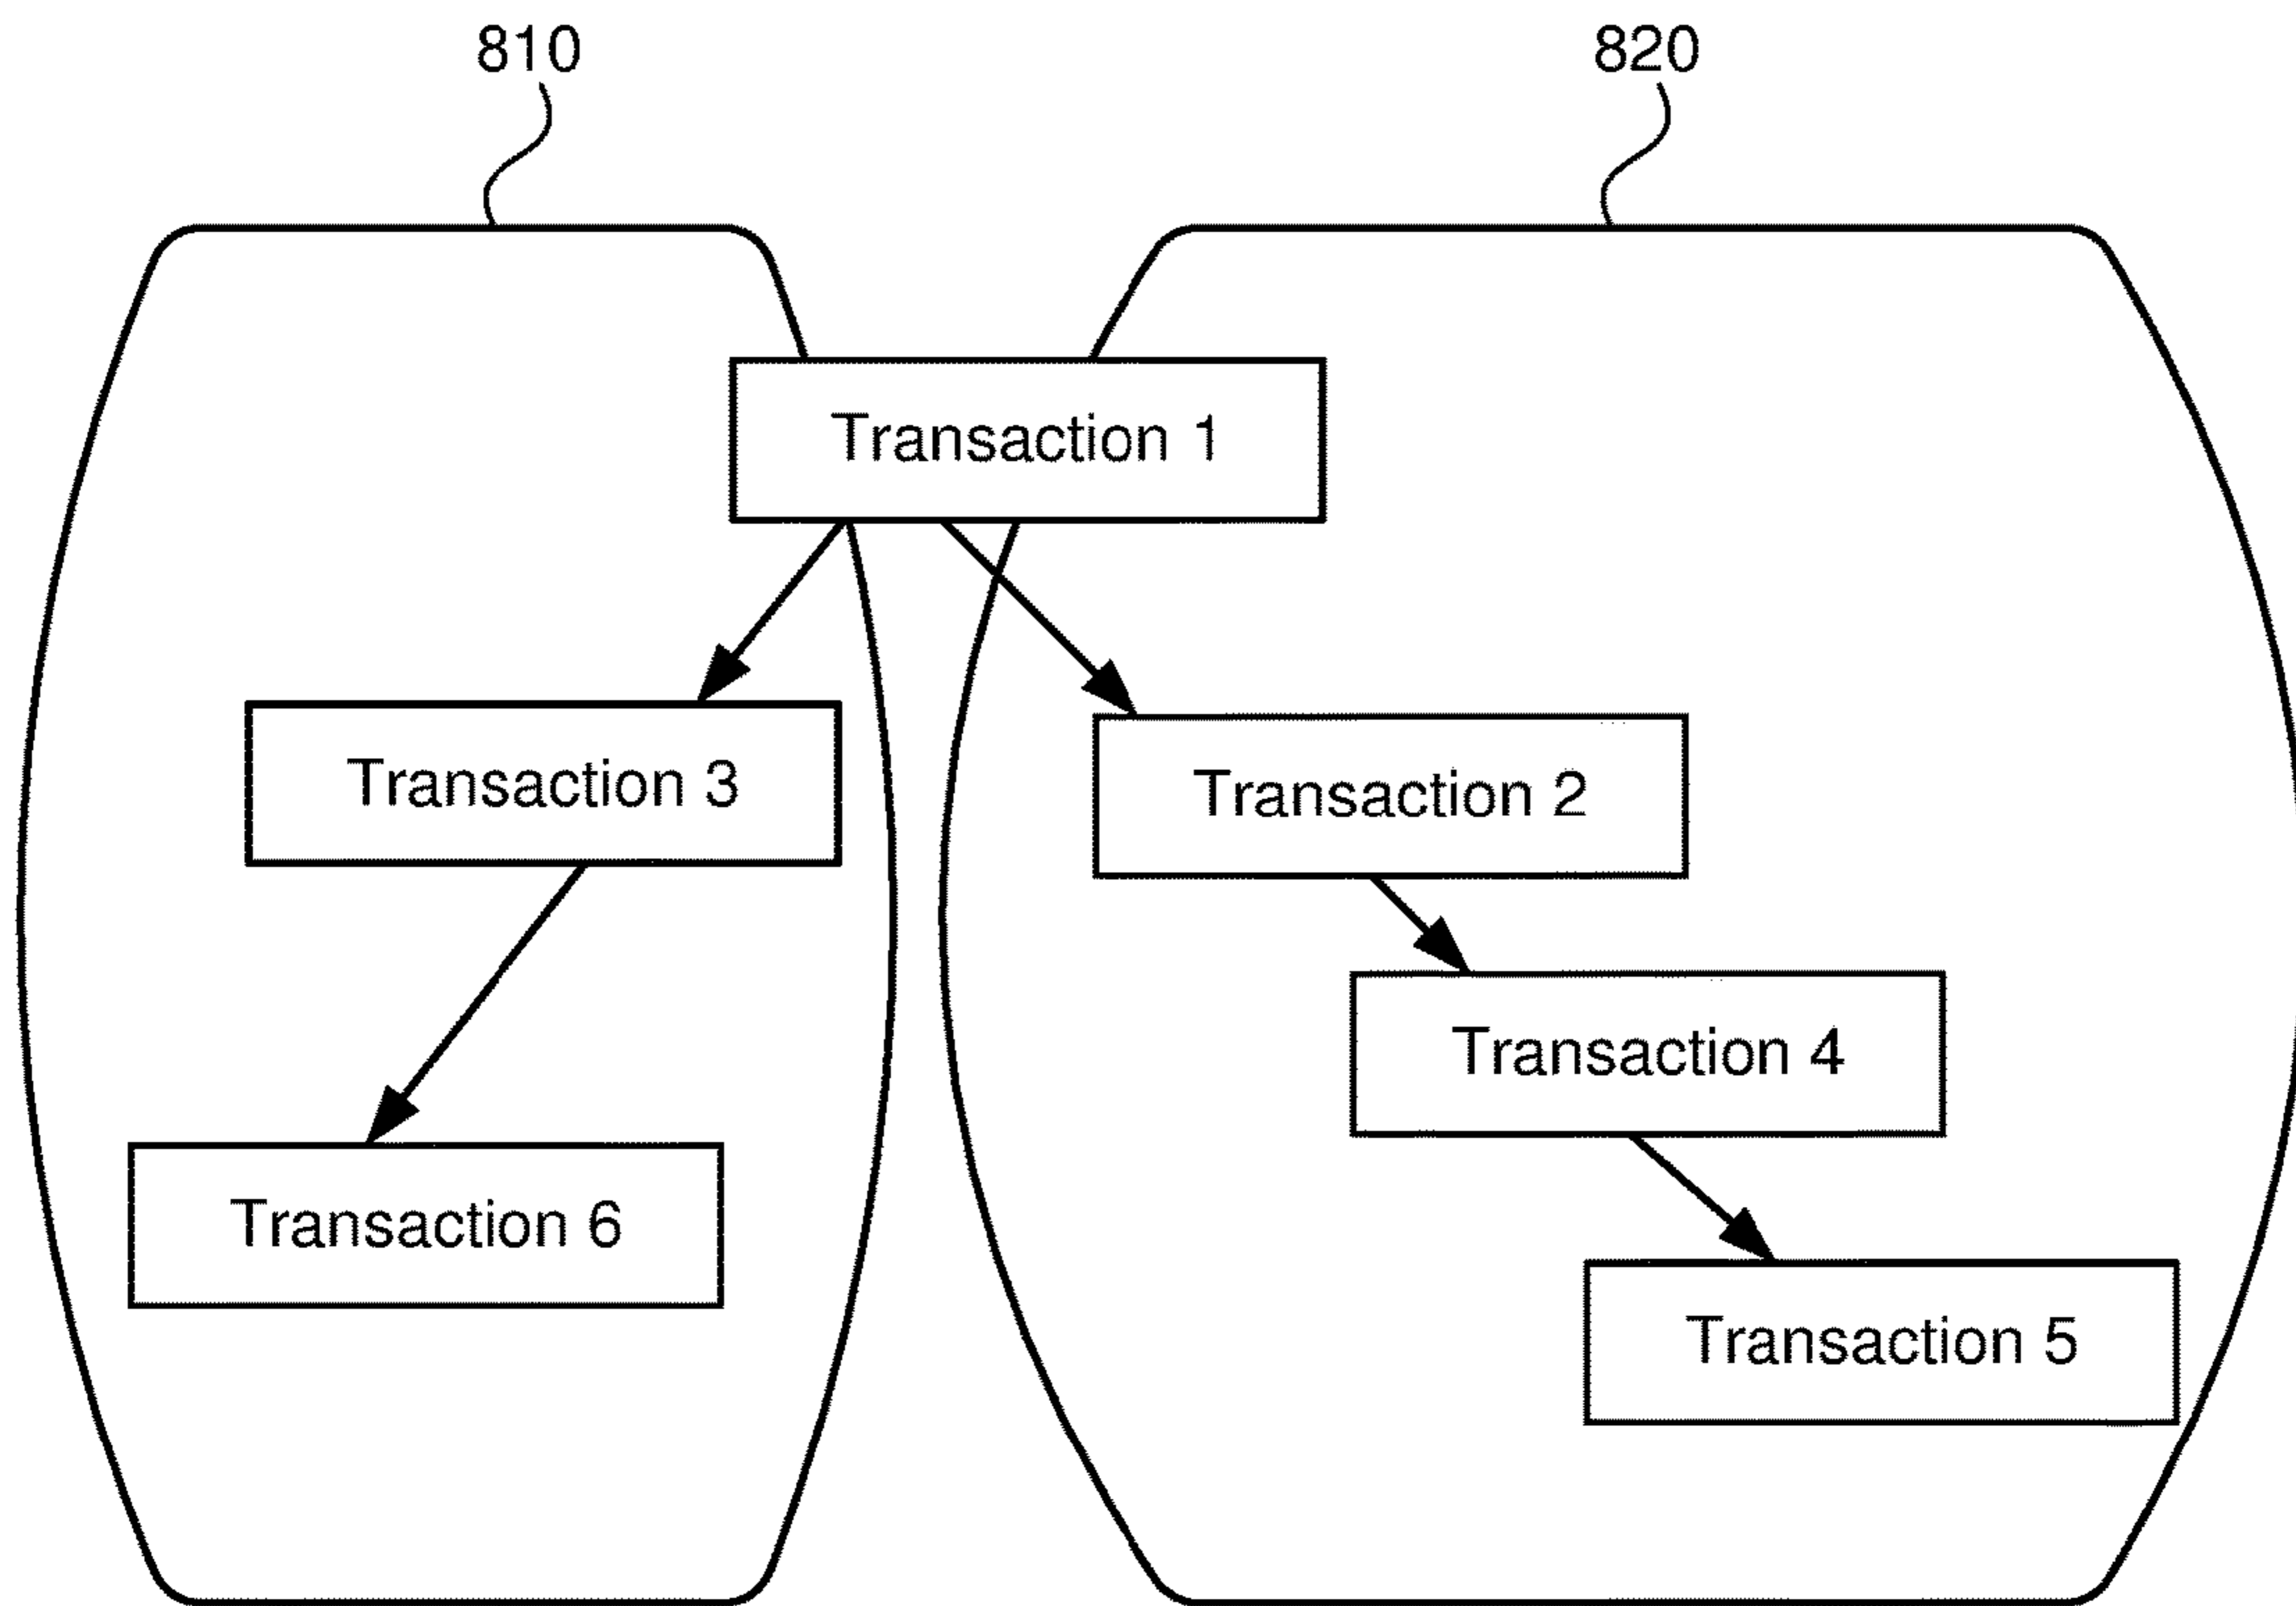 810
820
Transaction 1
Transaction 3
Transaction 2
Transaction 4
Transaction 6
Transaction 5